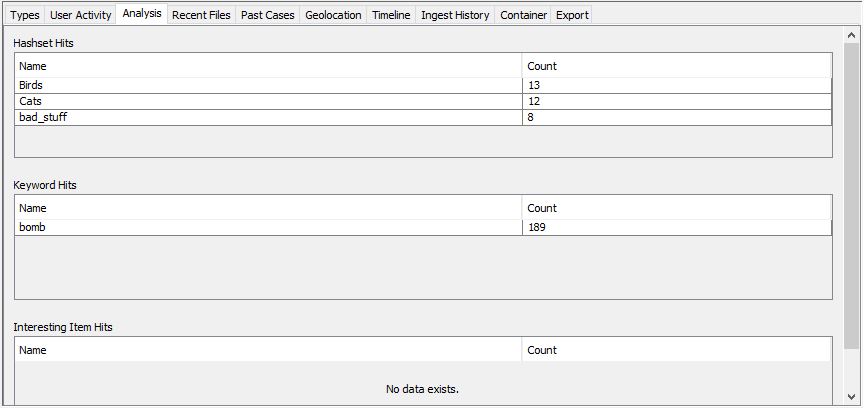 Types User Activity Analysis Recent Files Past Cases Geolocation Timeline Ingest History Container Export
Hashset Hits
Name Count
Birds 13
Cats 12
bad_stuff 8
Keyword Hits
Name Count
bomb 189
Interesting Item Hits
Name Count
No data exists.